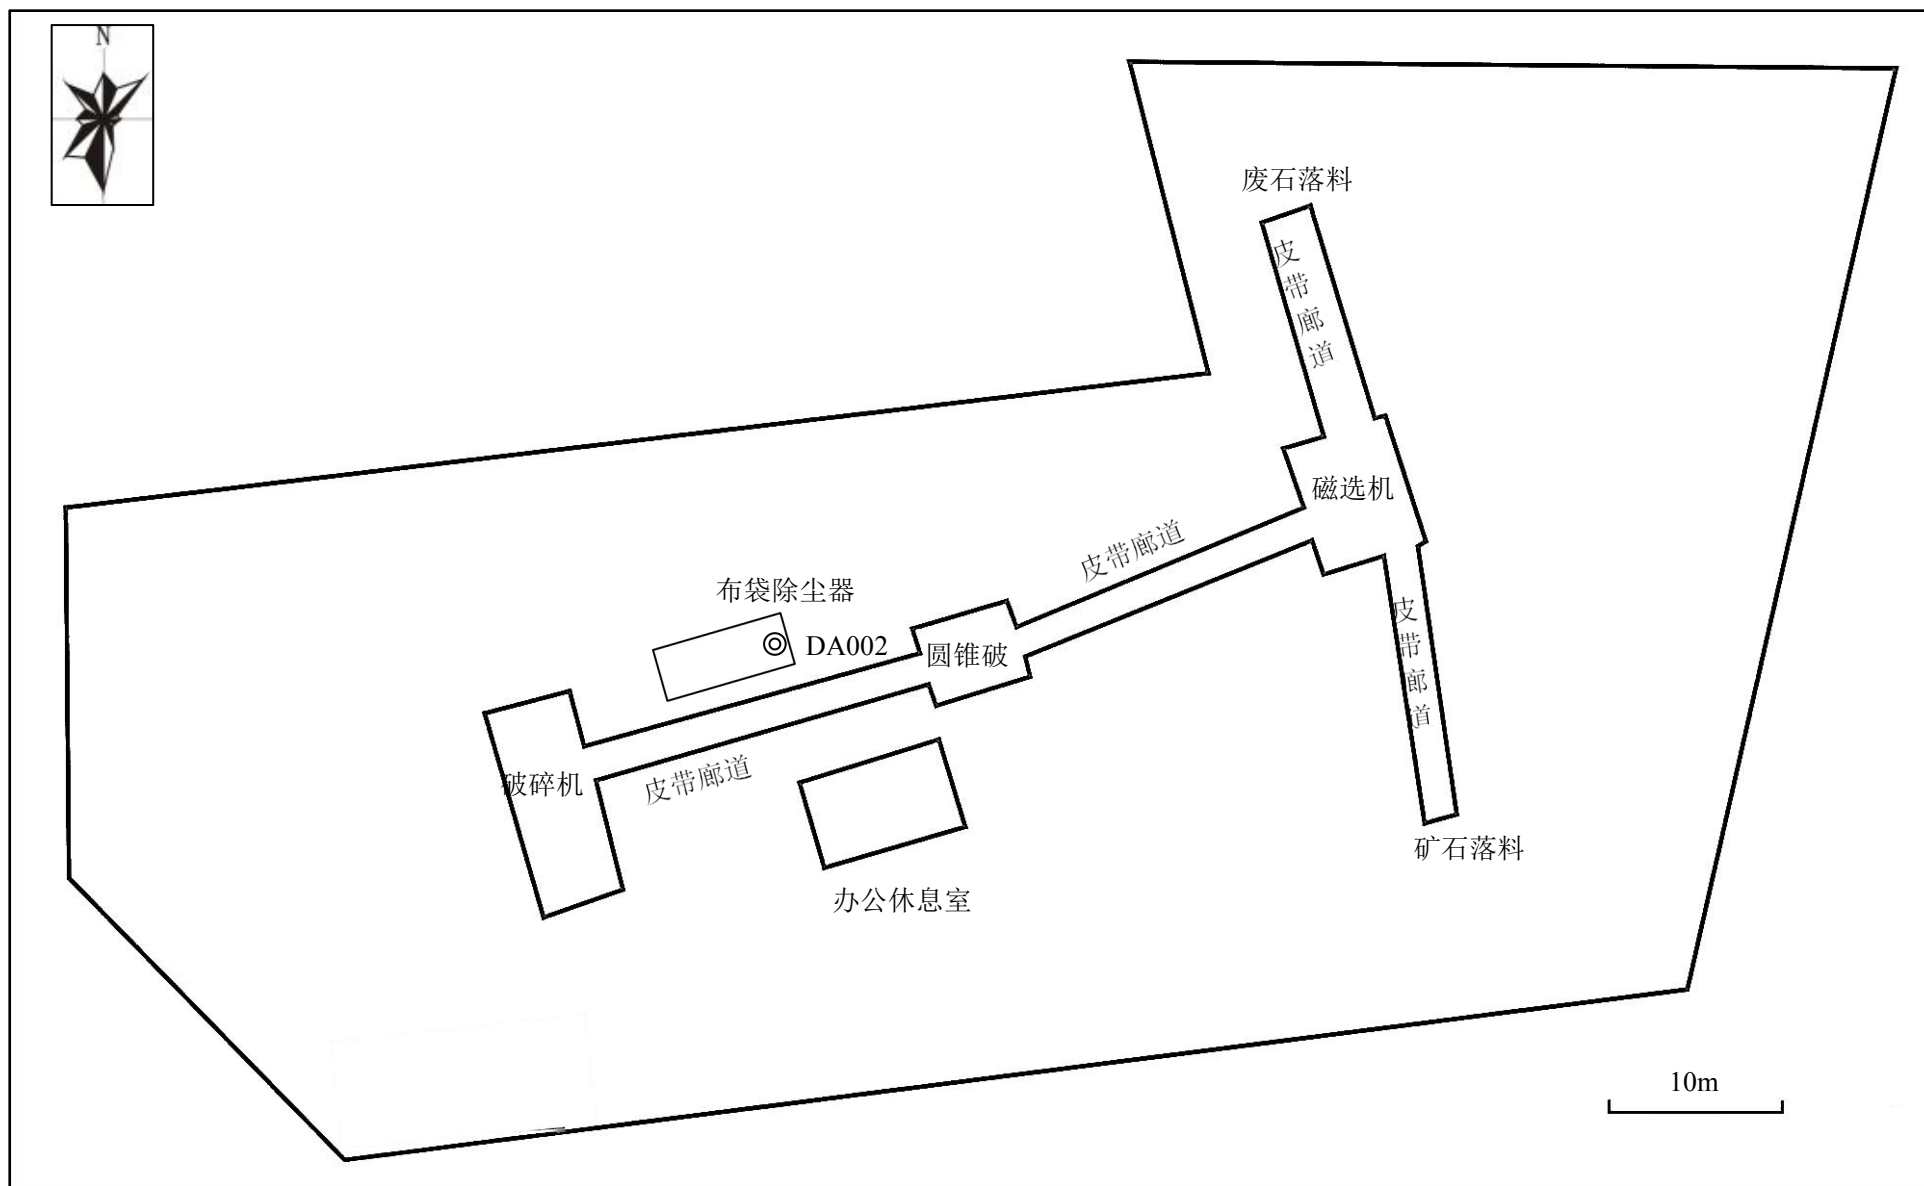 N
废石落料
皮带廊道
磁选机
皮带廊道
布袋除尘器
DA002
圆锥破
皮带廊道
破碎机
皮带廊道
矿石落料
办公休息室
10m